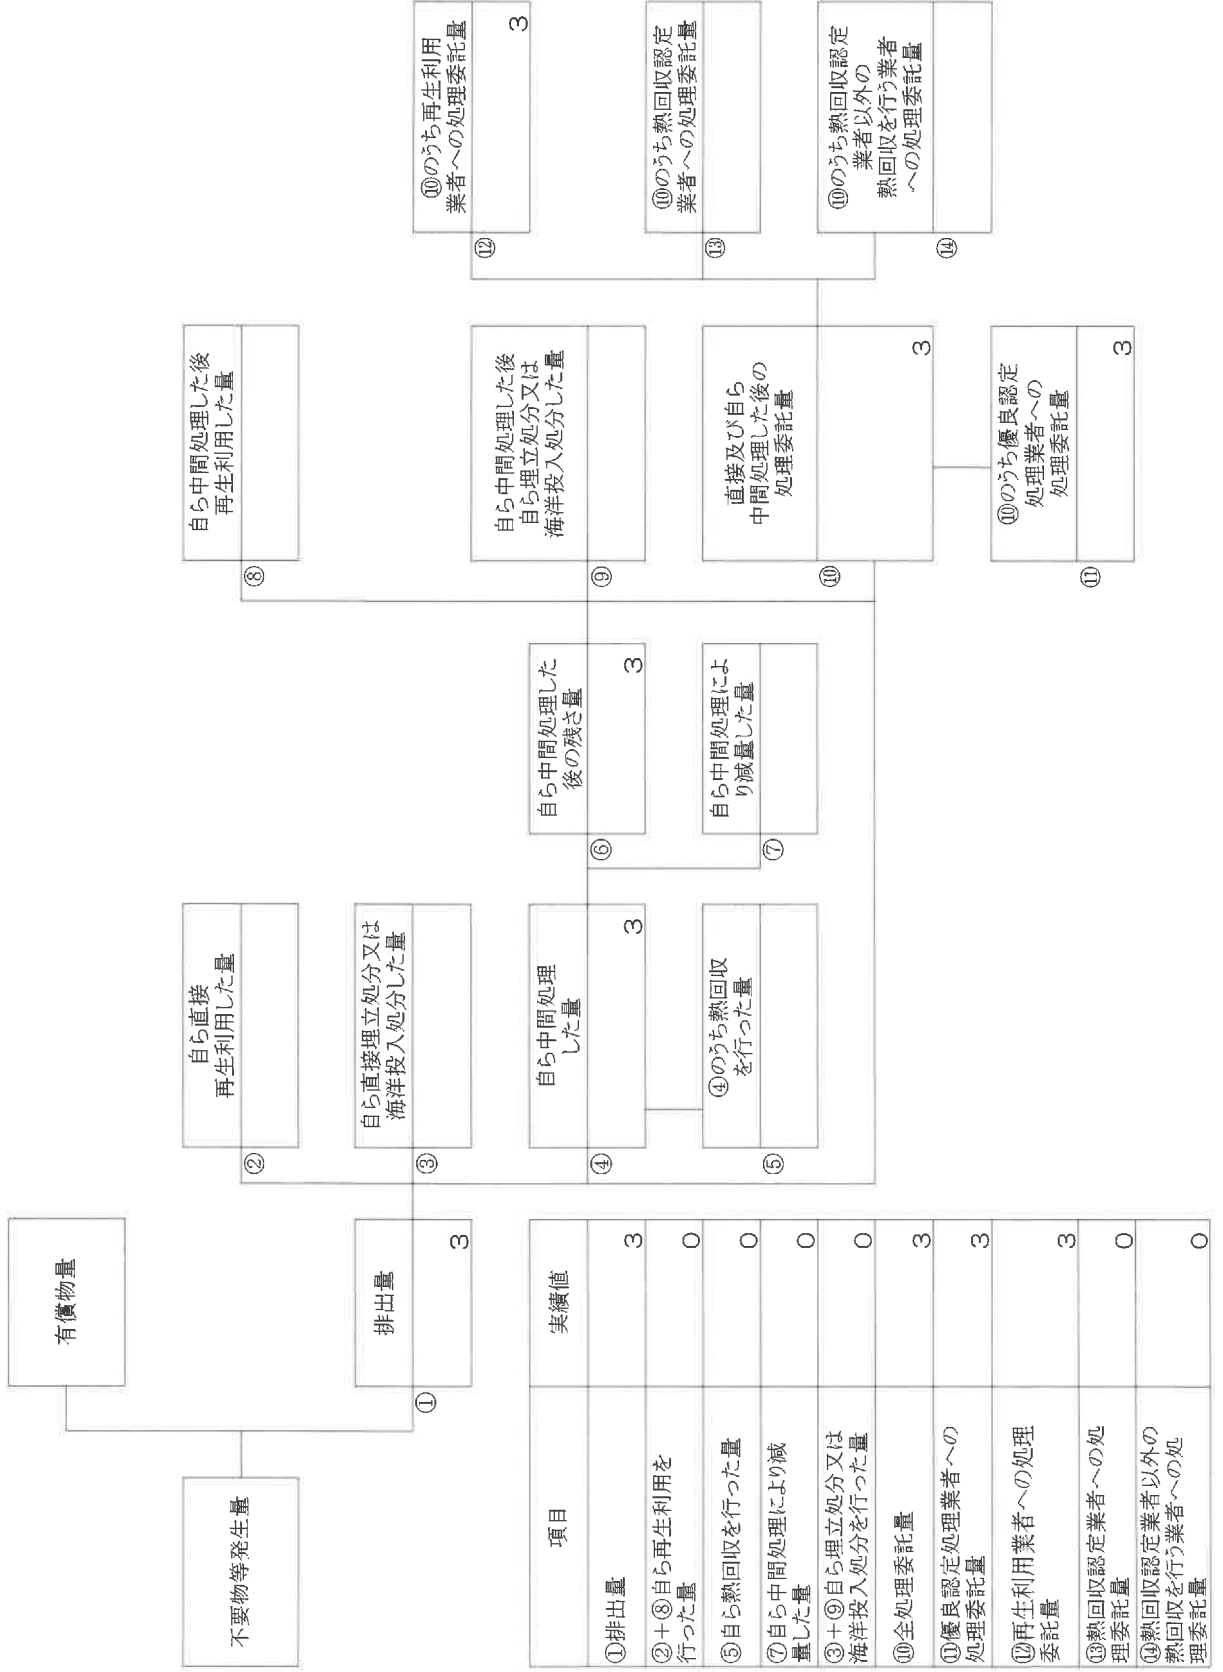 不要物等発生量
有償物量
①
排出量
3
②
自ら直接
再生利用した量
③
自ら直接埋立処分又は
海洋投入処分した量
④
自ら中間処理
した量
3
⑤
④のうち熱回収
を行った量
⑥
自ら中間処理した
後の残さ量
3
⑦
自ら中間処理によ
り減量した量
⑧
自ら中間処理した後
再生利用した量
⑨
自ら中間処理した後
自ら埋立処分又は
海洋投入処分した量
⑩
直接及び自ら
中間処理した後の
処理委託量
3
⑪
⑩のうち優良認定
処理業者への
処理委託量
3
⑫
⑩のうち再生利用
業者への処理委託量
3
⑬
⑩のうち熱回収認定
業者への処理委託量
⑭
⑩のうち熱回収認定
業者以外の
熱回収を行う業者
への処理委託量
項目 実績値
①排出量 3
②+⑧自ら再生利用を
行った量 0
⑤自ら熱回収を行った量 0
⑦自ら中間処理により減
量した量 0
③+⑨自ら埋立処分又は
海洋投入処分を行った量 0
⑩全処理委託量 3
⑪優良認定処理業者への
処理委託量 3
⑫再生利用業者への処理
委託量 3
⑬熱回収認定業者への処
理委託量 0
⑭熱回収認定業者以外の
熱回収を行う業者への処
理委託量 0